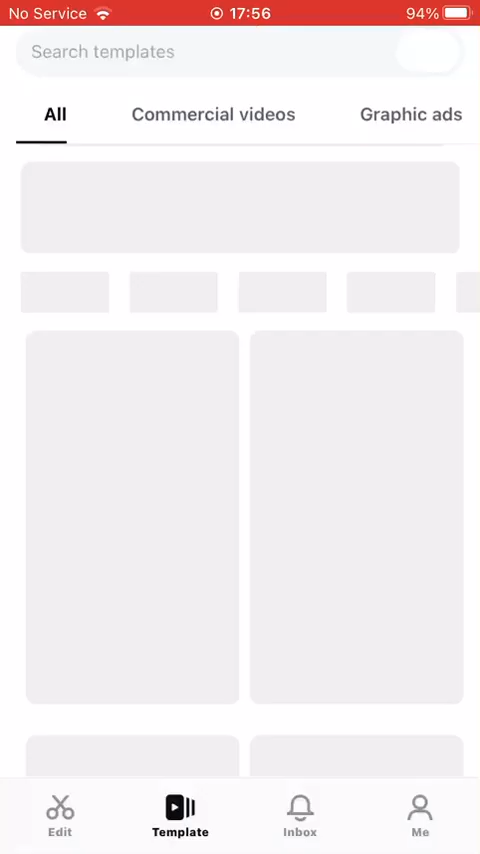 No Service 17:56 94%
Search templates
All Commercial videos Graphic ads
Edit Template Inbox Me